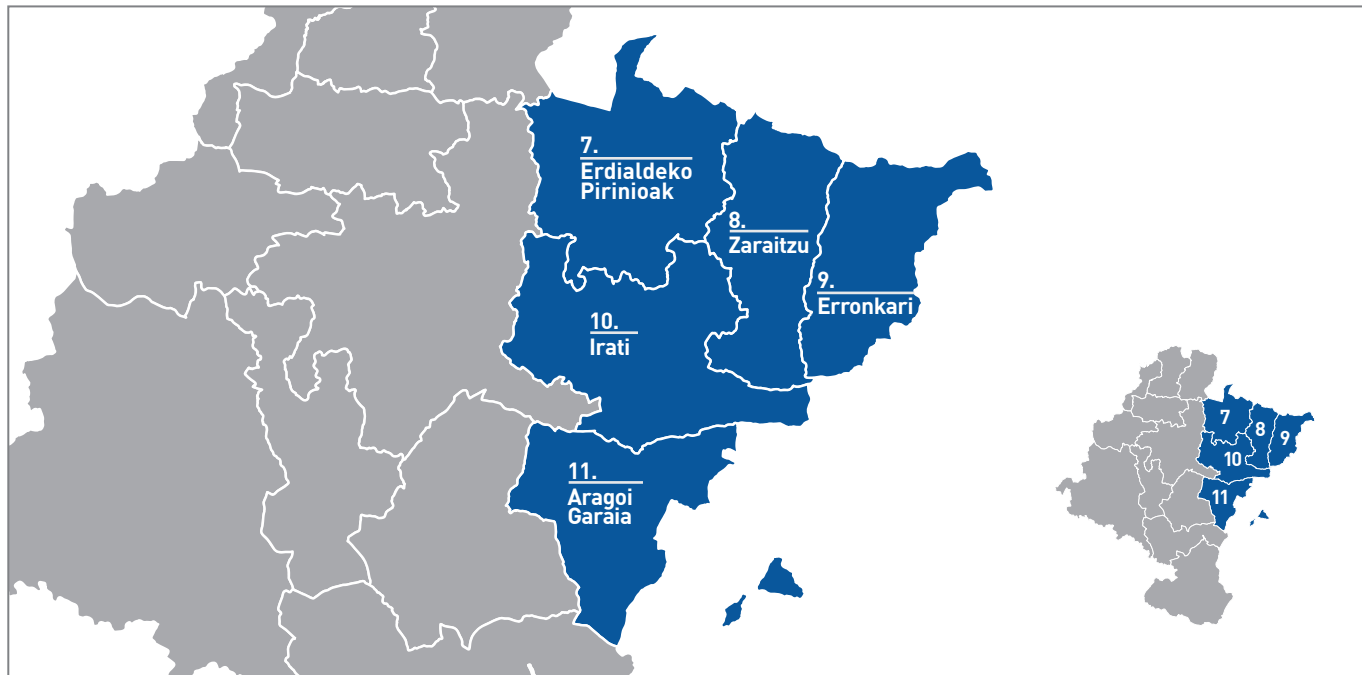 7.
Erdialdeko
Pirinioak
8.
Zaraitzu
9.
Erronkari
10.
Irati
11.
Aragoi
Garaia
7
8
9
10
11